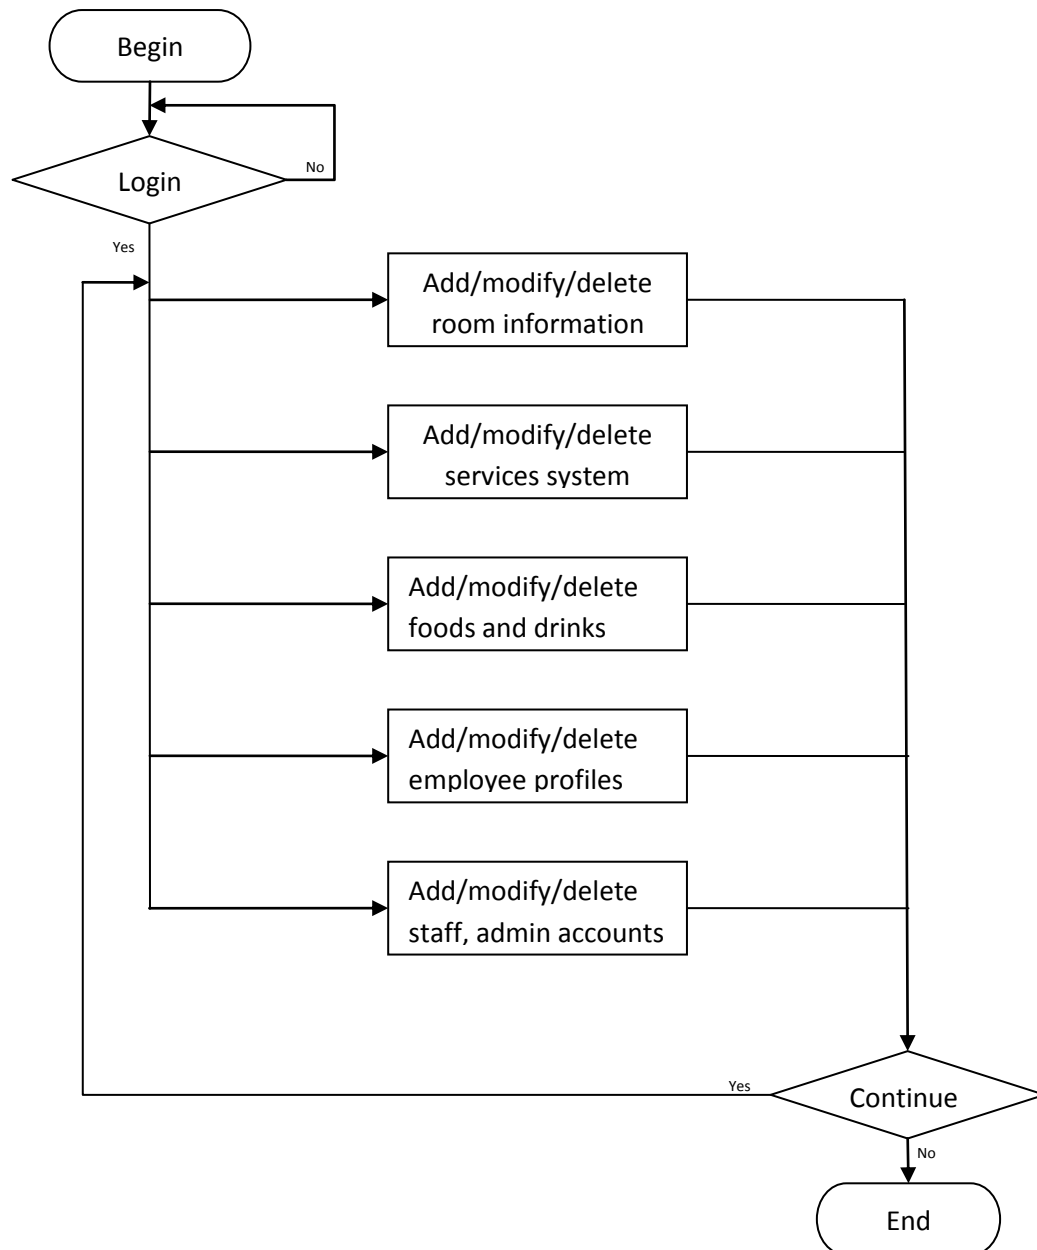 Begin
No
Login
Yes
Add/modify/delete
room information
Add/modify/delete
services system
Add/modify/delete
foods and drinks
Add/modify/delete
employee profiles
Add/modify/delete
staff, admin accounts
Yes
Continue
No
End